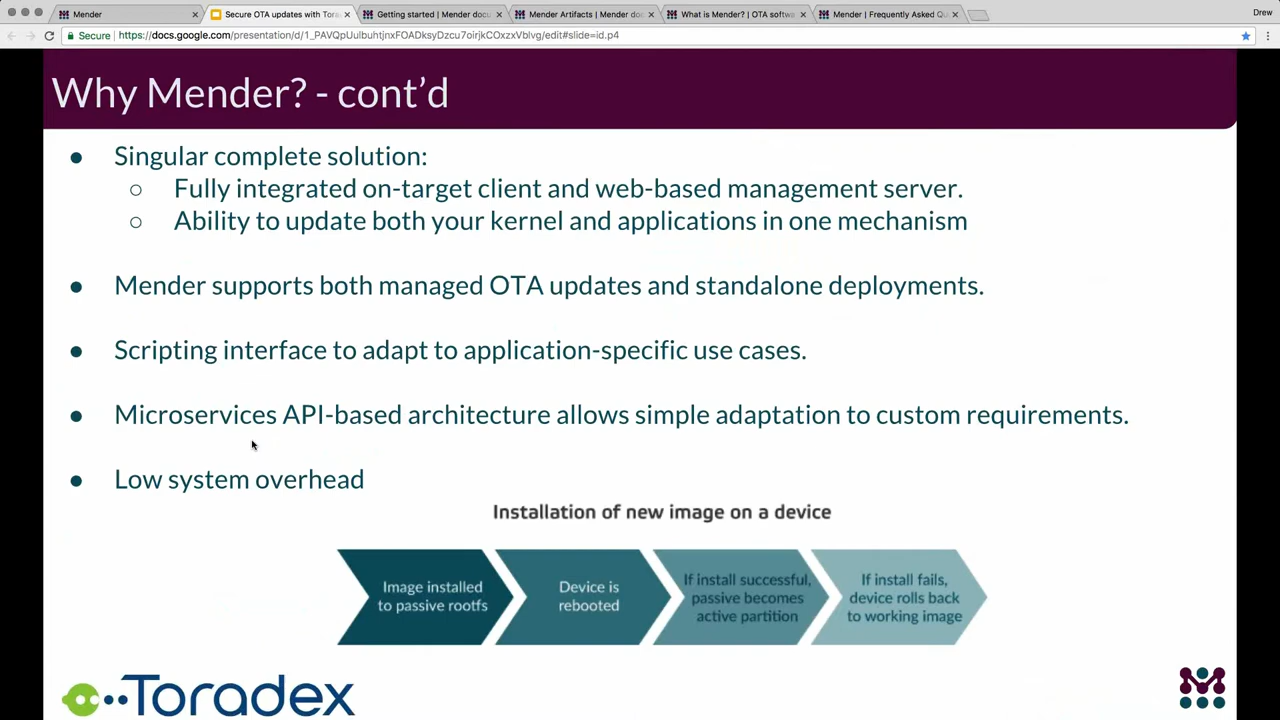 Mender
Secure OTA updates with Tora
Getting started | Mender docu
Mender Artifacts | Mender do
What is Mender? | OTA softwa
Mender | Frequently Asked Qu
Drew
Secure
https://docs.google.com/presentation/d/1_PAVQpUulbuhtjnxFOADksyDzcu7oirjkCOxzxVblvg/edit#slide=id.p4
Why Mender? - cont'd
● Singular complete solution:
○ Fully integrated on-target client and web-based management server.
○ Ability to update both your kernel and applications in one mechanism
● Mender supports both managed OTA updates and standalone deployments.
● Scripting interface to adapt to application-specific use cases.
● Microservices API-based architecture allows simple adaptation to custom requirements.
● Low system overhead
Installation of new image on a device
Image installed
to passive rootfs
Device is
rebooted
If install successful,
passive becomes
active partition
If install fails,
device rolls back
to working image
Toradex